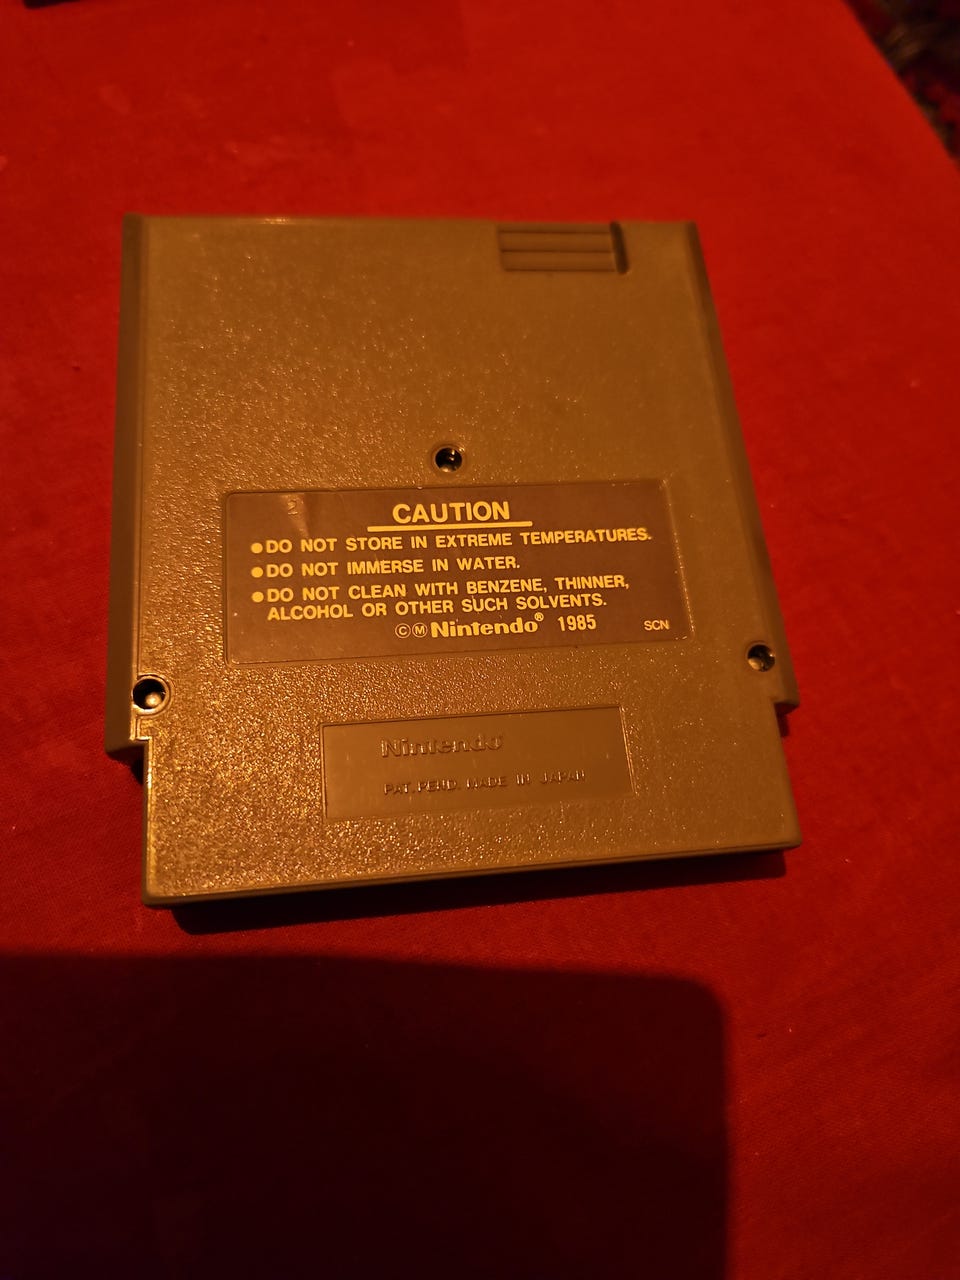 CAUTION
●DO NOT STORE IN EXTREME TEMPERATURES.
●DO NOT IMMERSE IN WATER.
●DO NOT CLEAN WITH BENZENE, THINNER,
ALCOHOL OR OTHER SUCH SOLVENTS.
©Ⓜ Nintendo® 1985 SCN
Nintendo
PAT. PEND. MADE IN JAPAN